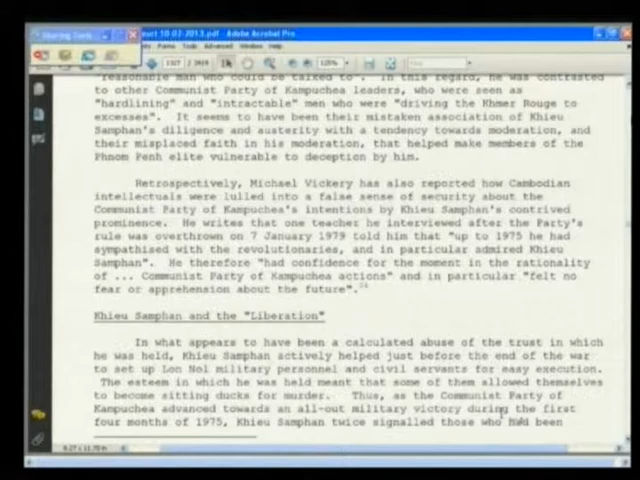 10-02-2013.pdf - Adobe Acrobat Pro
Forms Tools Advanced Window Help
"reasonable man who could be talked to". In this regard, he was contrasted
to other Communist Party of Kampuchea leaders, who were seen as
"hardlining" and "intractable" men who were "driving the Khmer Rouge to
excesses". It seems to have been their mistaken association of Khieu
Samphan's diligence and austerity with a tendency towards moderation, and
their misplaced faith in his moderation, that helped make members of the
Phnom Penh elite vulnerable to deception by him.
Retrospectively, Michael Vickery has also reported how Cambodian
intellectuals were lulled into a false sense of security about the
Communist Party of Kampuchea's intentions by Khieu Samphan's contrived
prominence. He writes that one teacher he interviewed after the Party's
rule was overthrown on 7 January 1979 told him that "up to 1975 he had
sympathised with the revolutionaries, and in particular admired Khieu
Samphan". He therefore "had confidence for the moment in the rationality
of ... Communist Party of Kampuchea actions" and in particular "felt no
fear or apprehension about the future".
Khieu Samphan and the "Liberation"
In what appears to have been a calculated abuse of the trust in which
he was held, Khieu Samphan actively helped just before the end of the war
to set up Lon Nol military personnel and civil servants for easy execution.
The esteem in which he was held meant that some of them allowed themselves
to become sitting ducks for murder. Thus, as the Communist Party of
Kampuchea advanced towards an all-out military victory during the first
four months of 1975, Khieu Samphan twice signalled those who had been